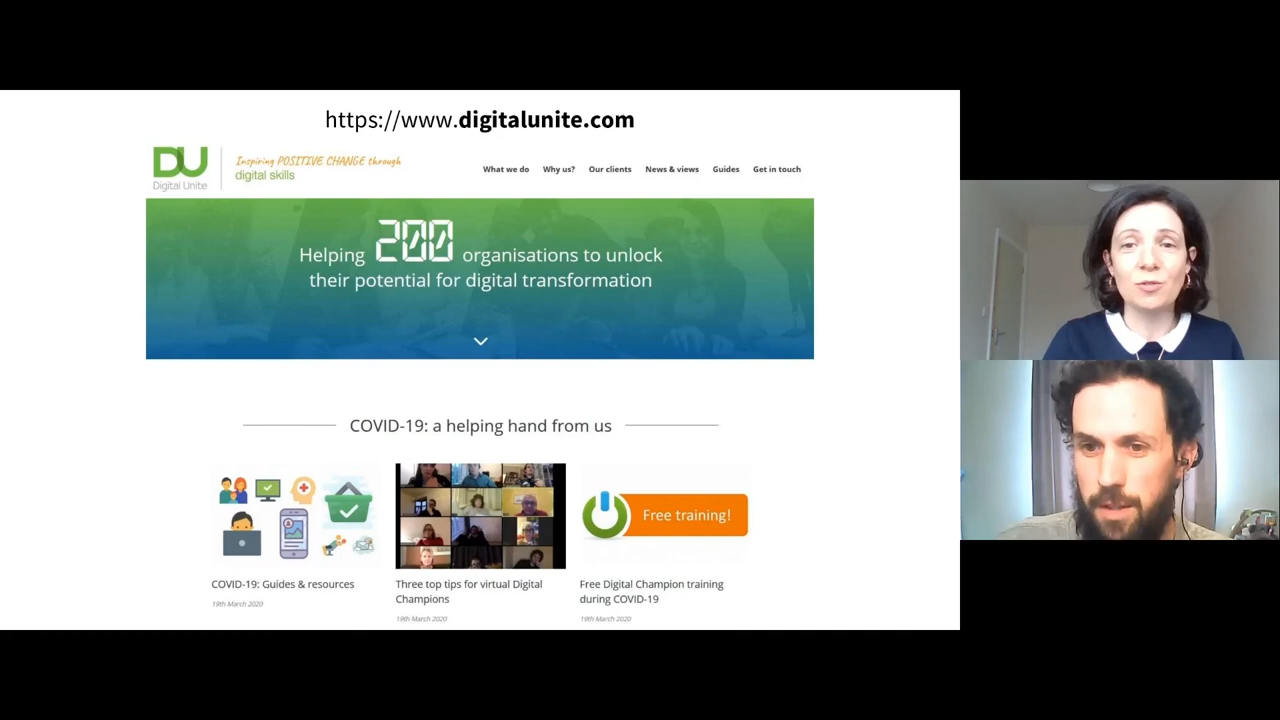 https://www.digitalunite.com
DU
Digital Unite
Inspiring POSITIVE CHANGE through
digital skills
What we do
Why us?
Our clients
News & views
Guides
Get in touch
Helping 200 organisations to unlock
their potential for digital transformation
COVID-19: a helping hand from us
Free training!
COVID-19: Guides & resources
19th March 2020
Three top tips for virtual Digital
Champions
19th March 2020
Free Digital Champion training
during COVID-19
19th March 2020